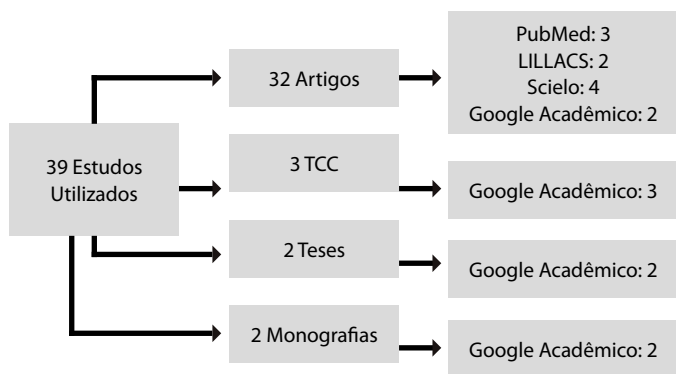 39 Estudos
Utilizados
32 Artigos
PubMed: 3
LILLACS: 2
Scielo: 4
Google Acadêmico: 2
3 TCC
Google Acadêmico: 3
2 Teses
Google Acadêmico: 2
2 Monografias
Google Acadêmico: 2